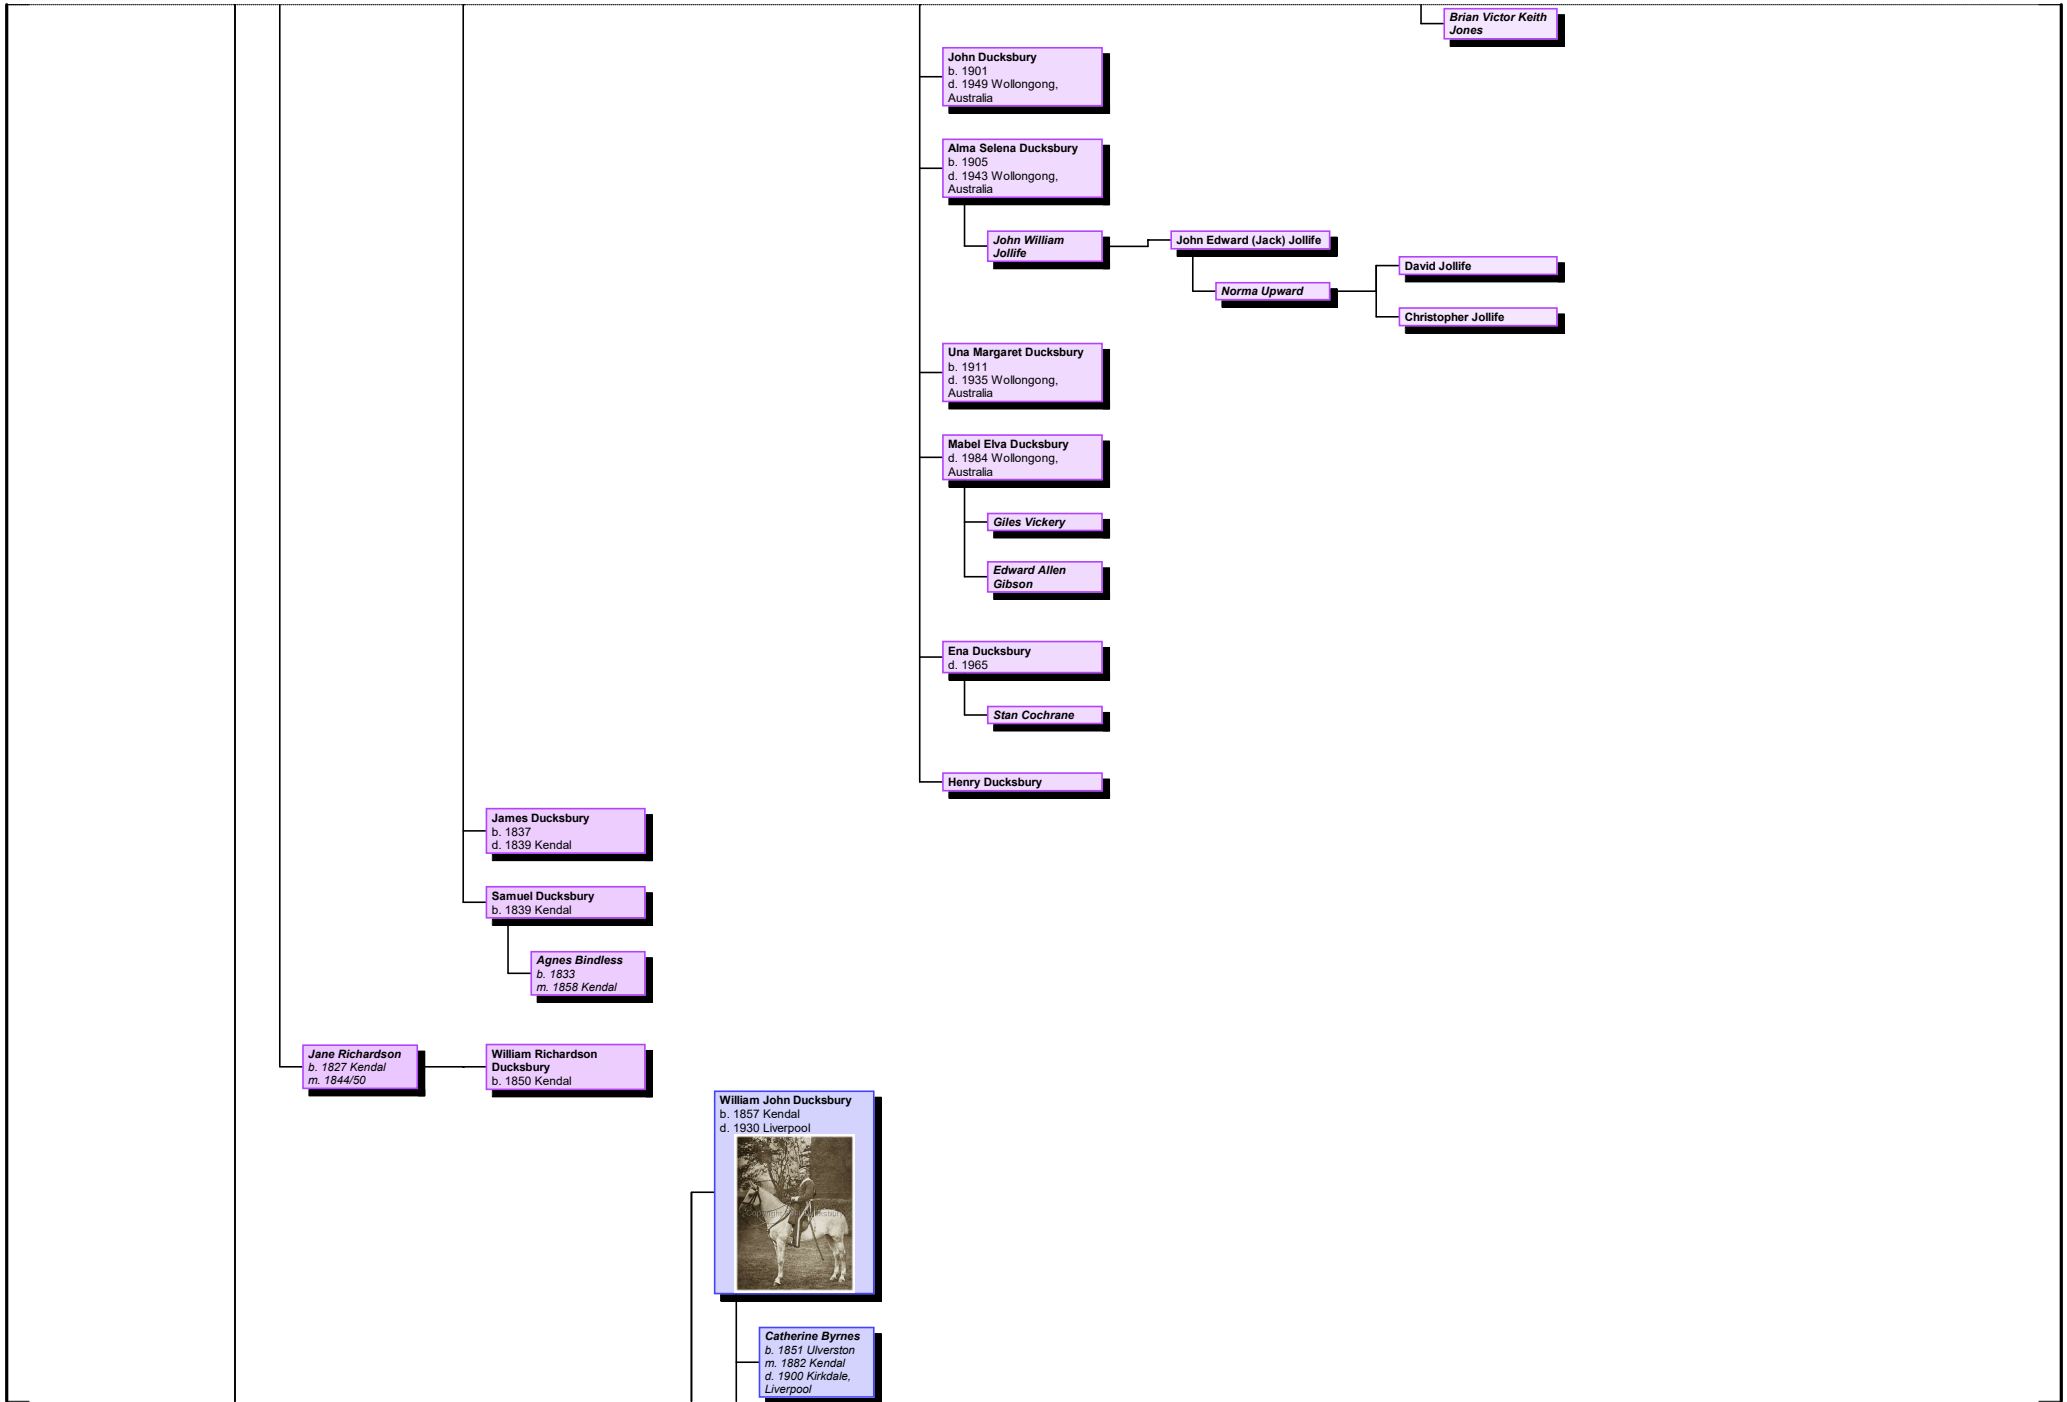 Brian Victor Keith
Jones
John Ducksbury
b. 1901
d. 1949 Wollongong,
Australia
Alma Selena Ducksbury
b. 1905
d. 1943 Wollongong,
Australia
John William
Jollife
John Edward (Jack) Jollife
Norma Upward
David Jollife
Christopher Jollife
Una Margaret Ducksbury
b. 1911
d. 1935 Wollongong,
Australia
Mabel Elva Ducksbury
d. 1984 Wollongong,
Australia
Giles Vickery
Edward Allen
Gibson
Ena Ducksbury
d. 1965
Stan Cochrane
Henry Ducksbury
James Ducksbury
b. 1837
d. 1839 Kendal
Samuel Ducksbury
b. 1839 Kendal
Agnes Bindless
b. 1833
m. 1858 Kendal
Jane Richardson
b. 1827 Kendal
m. 1844/50
William Richardson
Ducksbury
b. 1850 Kendal
William John Ducksbury
b. 1857 Kendal
d. 1930 Liverpool
Catherine Byrnes
b. 1851 Ulverston
m. 1882 Kendal
d. 1900 Kirkdale,
Liverpool